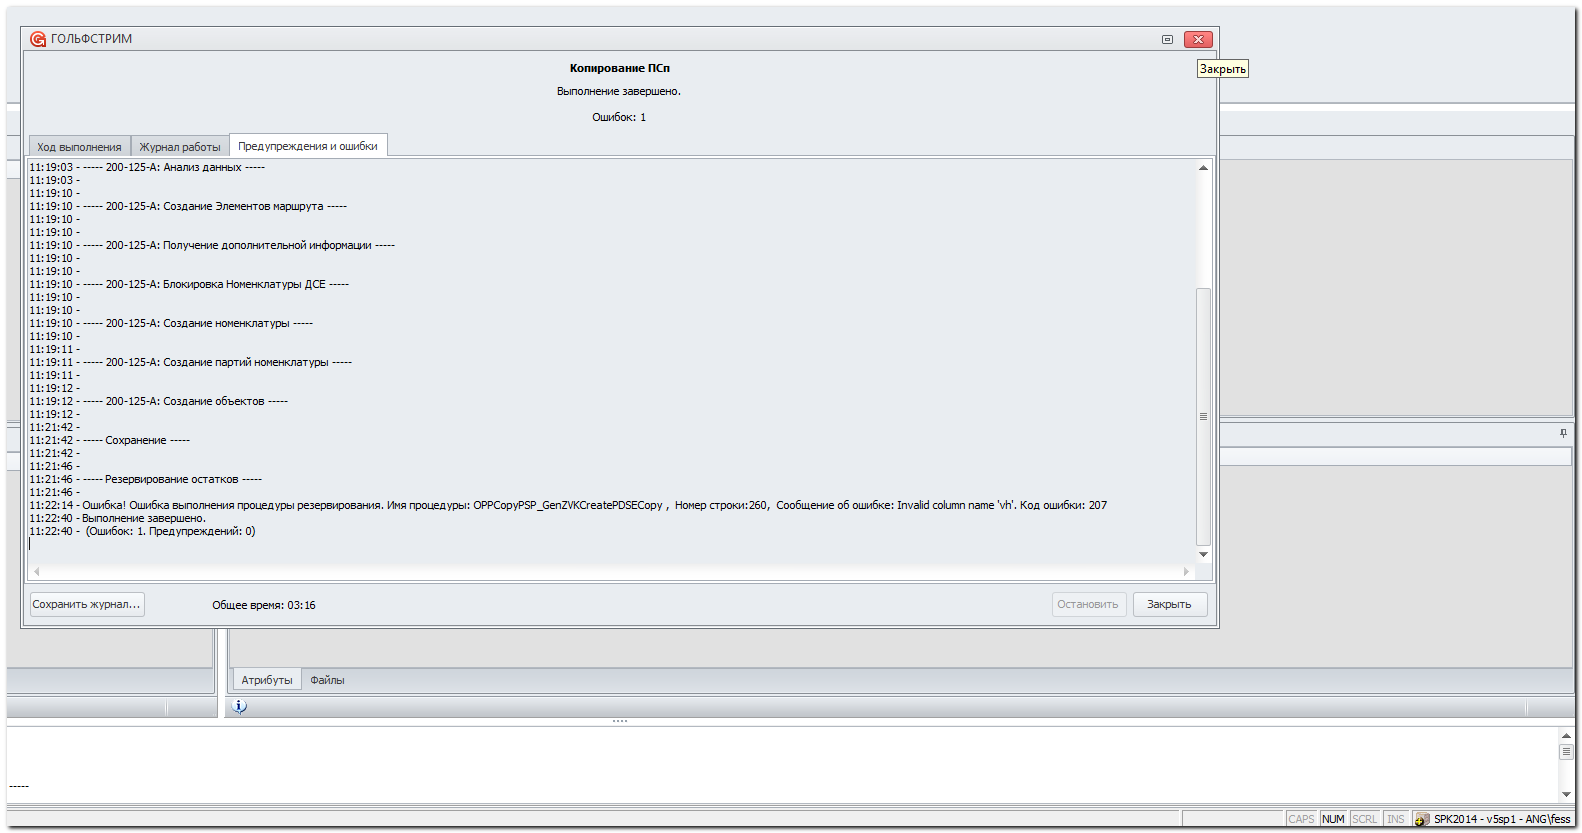 ГОЛЬФСТРИМ
Закрыть
Копирование ПСп
Выполнение завершено.
Ошибок: 1
Ход выполнения Журнал работы Предупреждения и ошибки
11:19:03 - ----- 200-125-А: Анализ данных -----
11:19:03 -
11:19:10 -
11:19:10 - ----- 200-125-А: Создание Элементов маршрута -----
11:19:10 -
11:19:10 -
11:19:10 - ----- 200-125-А: Получение дополнительной информации -----
11:19:10 -
11:19:10 -
11:19:10 - ----- 200-125-А: Блокировка Номенклатуры ДСЕ -----
11:19:10 -
11:19:10 -
11:19:10 - ----- 200-125-А: Создание номенклатуры -----
11:19:10 -
11:19:11 -
11:19:11 - ----- 200-125-А: Создание партий номенклатуры -----
11:19:11 -
11:19:12 -
11:19:12 - ----- 200-125-А: Создание объектов -----
11:19:12 -
11:21:42 -
11:21:42 - ----- Сохранение -----
11:21:42 -
11:21:46 -
11:21:46 - ----- Резервирование остатков -----
11:21:46 -
11:22:14 - Ошибка! Ошибка выполнения процедуры резервирования. Имя процедуры: OPPCopyPSP_GenZVKCreatePDSECopy , Номер строки:260, Сообщение об ошибке: Invalid column name 'vh'. Код ошибки: 207
11:22:40 - Выполнение завершено.
11:22:40 - (Ошибок: 1. Предупреждений: 0)
Сохранить журнал... Общее время: 03:16 Остановить Закрыть
Атрибуты Файлы
-----
CAPS NUM SCRL INS SPK2014 - v5sp1 - ANG\fess